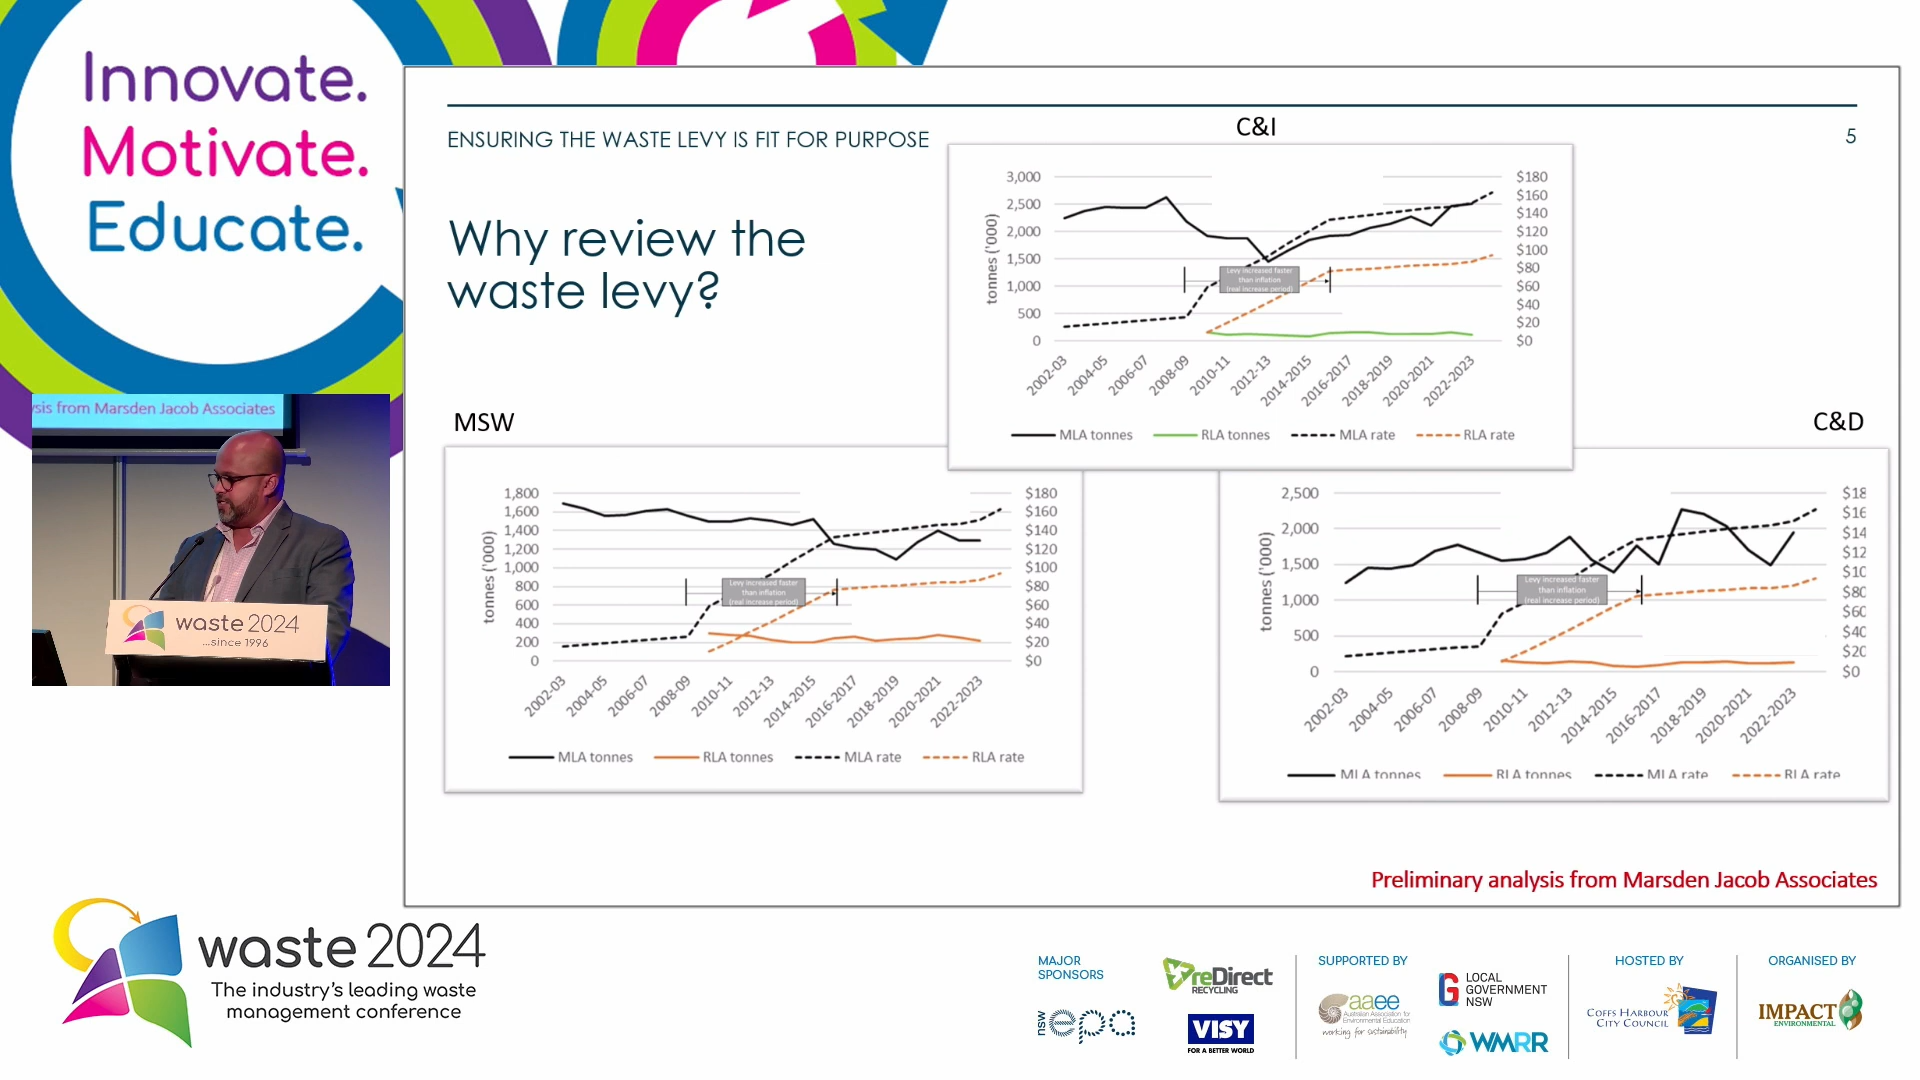 Innovate.
Motivate.
Educate.
ENSURING THE WASTE LEVY IS FIT FOR PURPOSE
5
Why review the
waste levy?
C&I
3,000
2,500
2,000
1,500
1,000
500
0
tonnes ('000)
$180
$160
$140
$120
$100
$80
$60
$40
$20
$0
Levy increased faster
than inflation
(real increase period)
2002-03
2004-05
2006-07
2008-09
2010-11
2012-13
2014-2015
2016-2017
2018-2019
2020-2021
2022-2023
MLA tonnes
RLA tonnes
MLA rate
RLA rate
MSW
1,800
1,600
1,400
1,200
1,000
800
600
400
200
0
tonnes ('000)
$180
$160
$140
$120
$100
$80
$60
$40
$20
$0
Levy increased faster
than inflation
(real increase period)
2002-03
2004-05
2006-07
2008-09
2010-11
2012-13
2014-2015
2016-2017
2018-2019
2020-2021
2022-2023
MLA tonnes
RLA tonnes
MLA rate
RLA rate
C&D
2,500
2,000
1,500
1,000
500
0
tonnes ('000)
$18
$16
$14
$12
$10
$80
$60
$40
$20
$0
Levy increased faster
than inflation
(real increase period)
2002-03
2004-05
2006-07
2008-09
2010-11
2012-13
2014-2015
2016-2017
2018-2019
2020-2021
2022-2023
MLA tonnes
RLA tonnes
MLA rate
RLA rate
Preliminary analysis from Marsden Jacob Associates
ysis from Marsden Jacob Associates
waste 2024
...since 1996
waste 2024
The industry's leading waste
management conference
MAJOR
SPONSORS
reDirect
RECYCLING
nsw epa
VISY
FOR A BETTER WORLD
SUPPORTED BY
aaee
Australian Association for
Environmental Education
working for sustainability
LOCAL
GOVERNMENT
NSW
WMRR
HOSTED BY
COFFS HARBOUR
CITY COUNCIL
ORGANISED BY
IMPACT
ENVIRONMENTAL